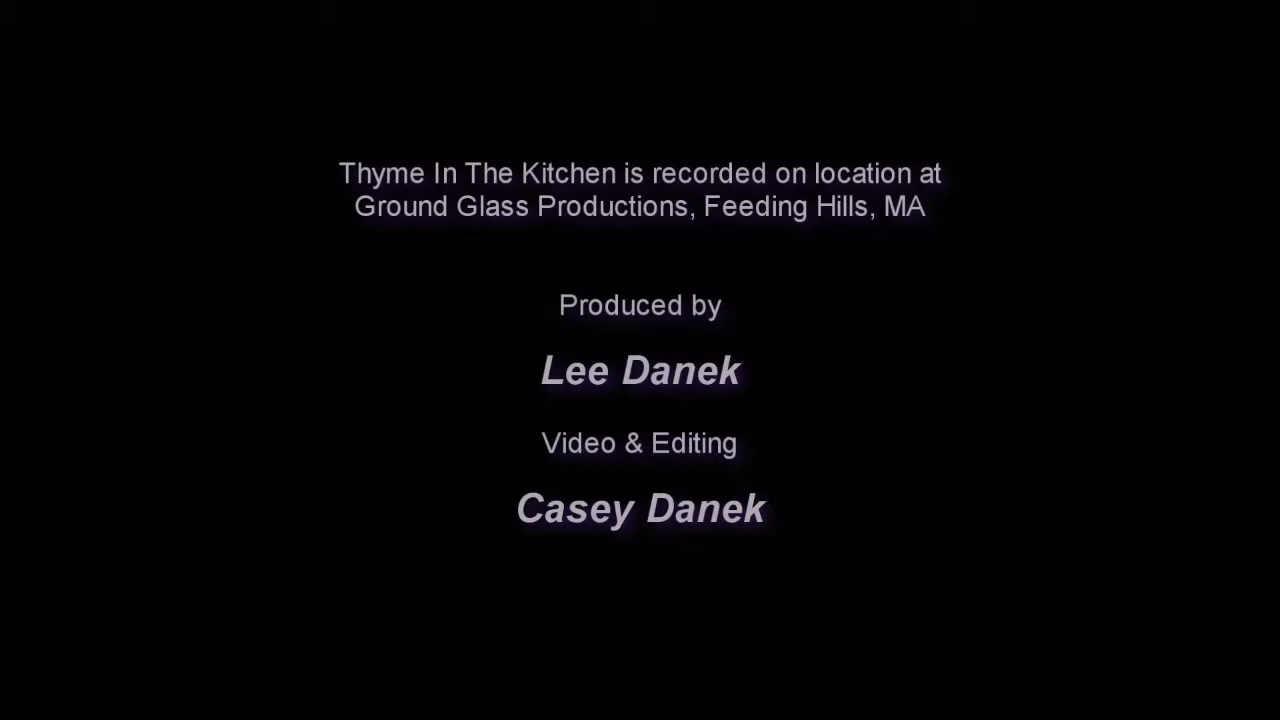 Thyme In The Kitchen is recorded on location at
Ground Glass Productions, Feeding Hills, MA
Produced by
Lee Danek
Video & Editing
Casey Danek